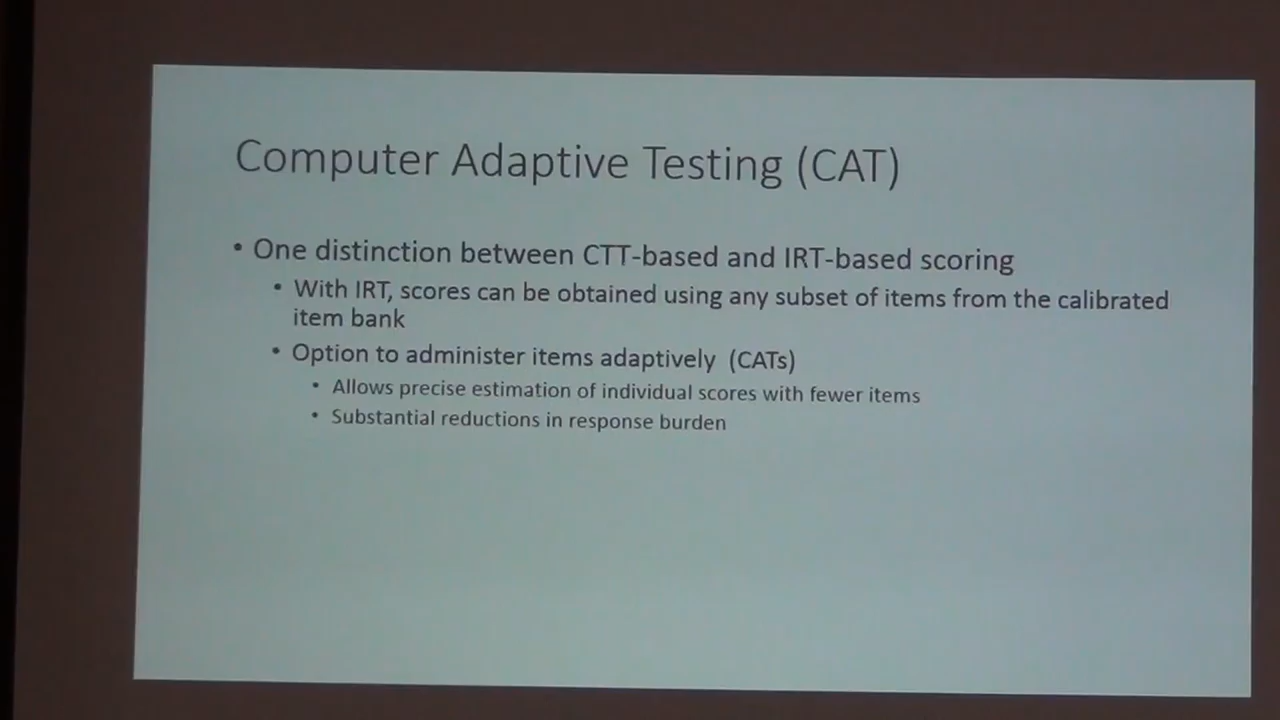 Computer Adaptive Testing (CAT)
• One distinction between CTT-based and IRT-based scoring
• With IRT, scores can be obtained using any subset of items from the calibrated
item bank
• Option to administer items adaptively (CATs)
• Allows precise estimation of individual scores with fewer items
• Substantial reductions in response burden